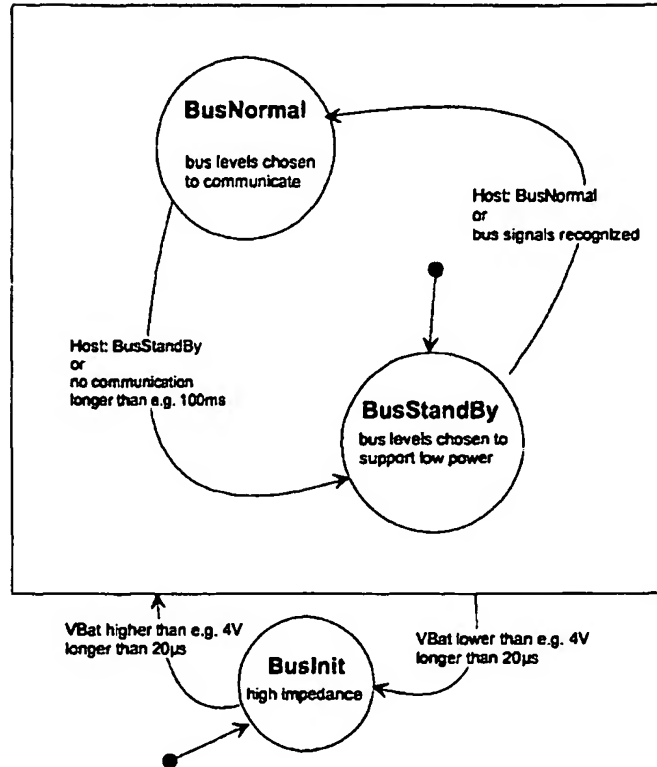 BusNormal
bus levels chosen
to communicate
Host: BusNormal
or
bus signals recognized
Host: BusStandBy
or
no communication
longer than e.g. 100ms
BusStandBy
bus levels chosen to
support low power
VBat higher than e.g. 4V
longer than 20µs
VBat lower than e.g. 4V
longer than 20µs
BusInit
high impedance